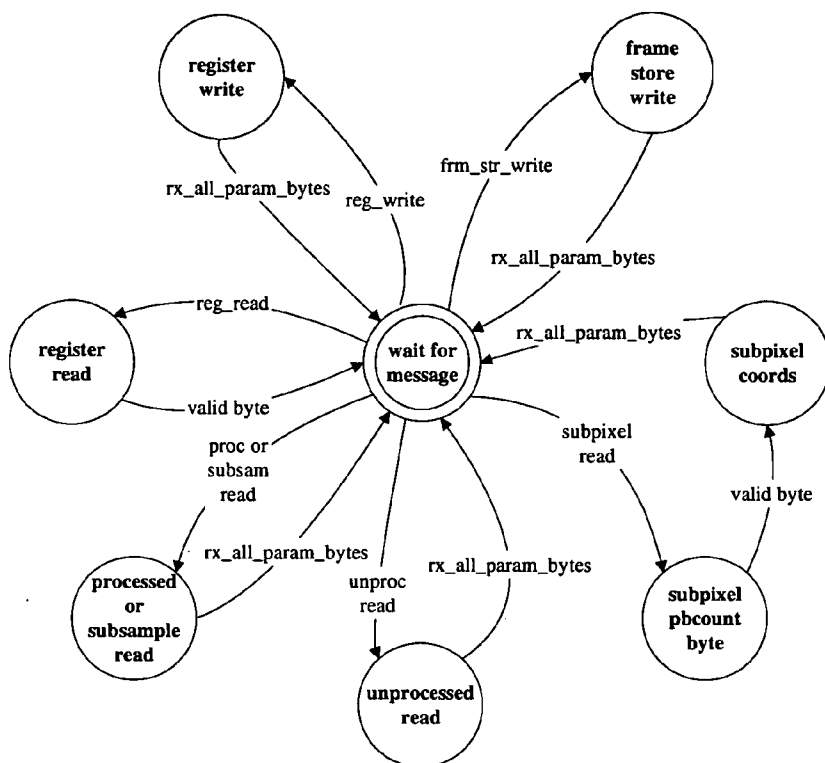 register
write
frame
store
write
rx_all_param_bytes
reg_write
frm_str_write
rx_all_param_bytes
reg_read
register
read
wait for
message
rx_all_param_bytes
subpixel
coords
valid byte
proc or
subsam
read
subpixel
read
valid byte
rx_all_param_bytes
unproc
read
rx_all_param_bytes
processed
or
subsample
read
subpixel
pbcount
byte
unprocessed
read